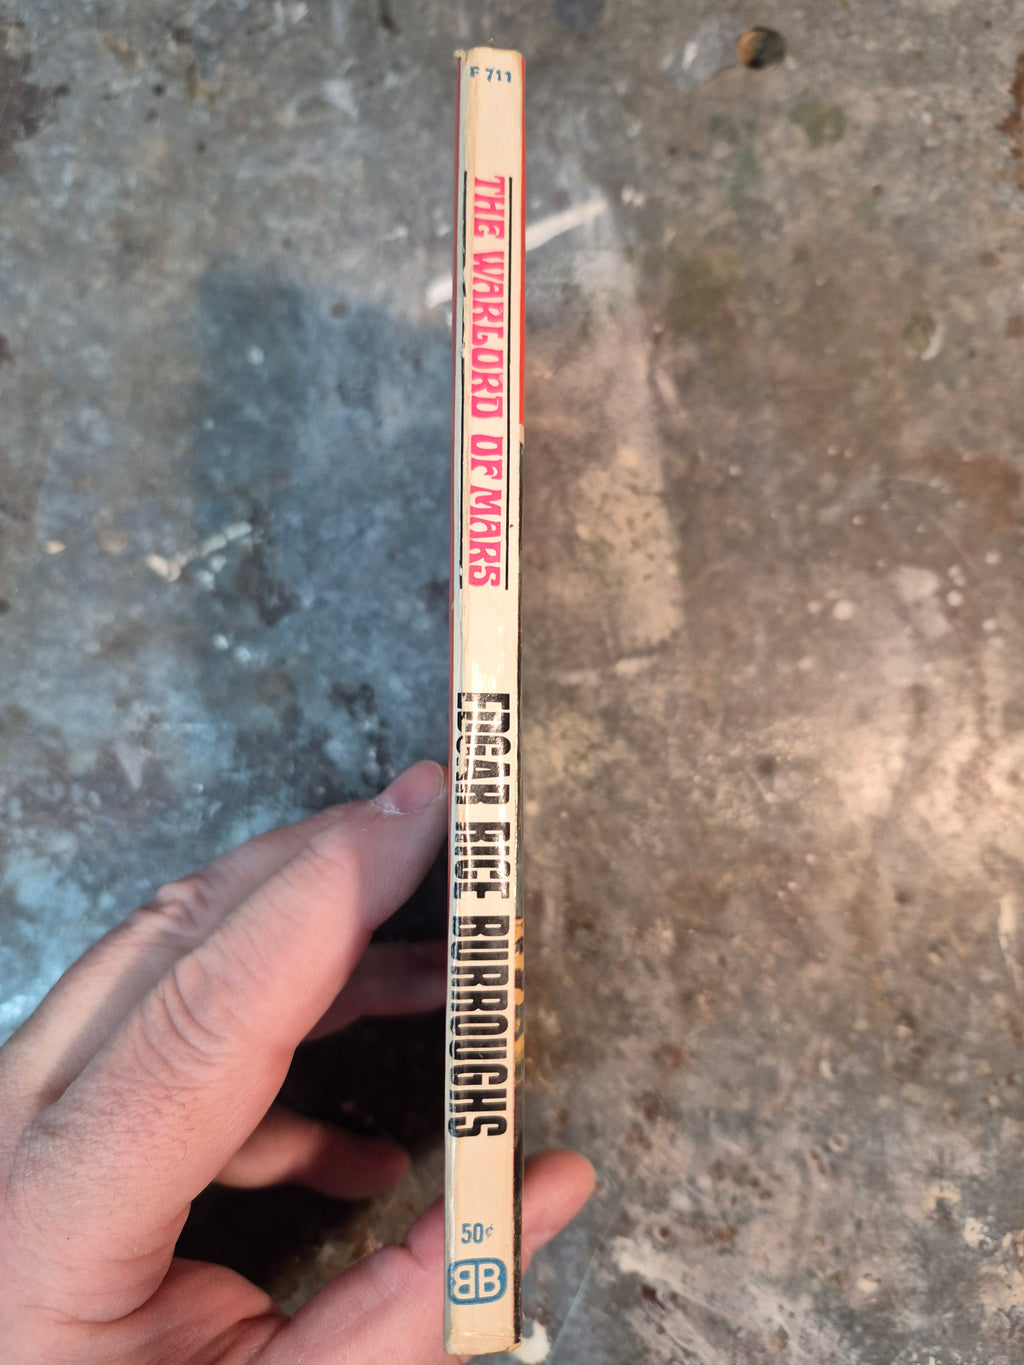 F 711
THE WARLORD OF MARS
EDGAR RICE BURROUGHS
50¢
BB